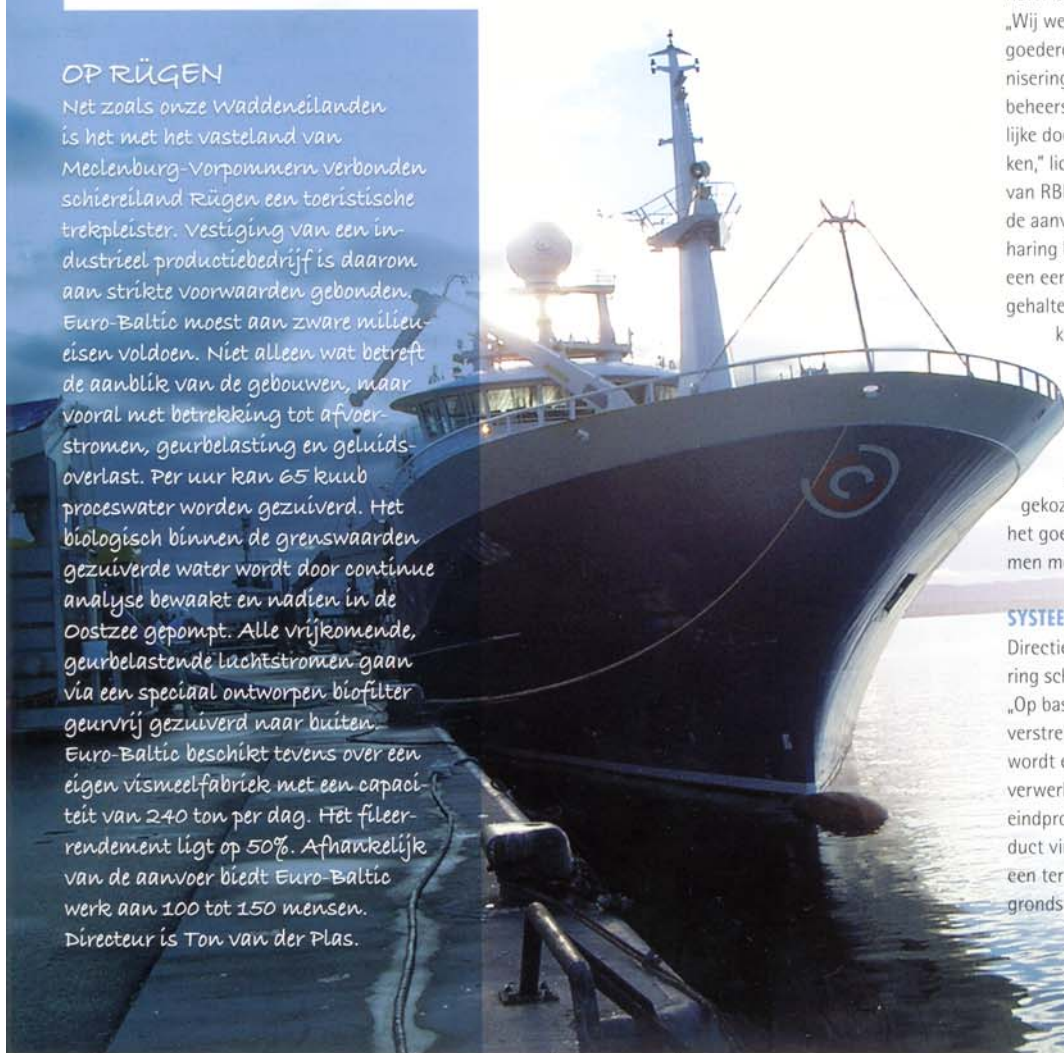 OP RÜGEN
Net zoals onze Waddeneilanden
is het met het vasteland van
Meclenburg-Vorpommern verbonden
schiereiland Rügen een toeristische
trekpleister. Vestiging van een in-
dustrieel productiebedrijf is daarom
aan strikte voorwaarden gebonden.
Euro-Baltic moest aan zware milieu-
eisen voldoen. Niet alleen wat betreft
de aanblik van de gebouwen, maar
vooral met betrekking tot afvoer-
stromen, geurbelasting en geluids-
overlast. Per uur kan 65 kuub
proceswater worden gezuiverd. Het
biologisch binnen de grenswaarden
gezuiverde water wordt door continue
analyse bewaakt en nadien in de
Oostzee gepompt. Alle vrijkomende,
geurbelastende luchtstromen gaan
via een speciaal ontworpen biofilter
geurvrij gezuiverd naar buiten.
Euro-Baltic beschikt tevens over een
eigen vismeelfabriek met een capaci-
teit van 240 ton per dag. Het fileer-
rendement ligt op 50%. Afhankelijk
van de aanvoer biedt Euro-Baltic
werk aan 100 tot 150 mensen.
Directeur is Ton van der Plas.
„Wij we
goedere
nisering
beheers
lijke doo
ken," lic
van RB
de aanv
haring
een een
gehalte
k
gekoz
het goe
men me
SYSTEE
Directie
ring sch
„Op bas
verstre
wordt e
verwerk
eindpro
duct vi
een ter
gronds